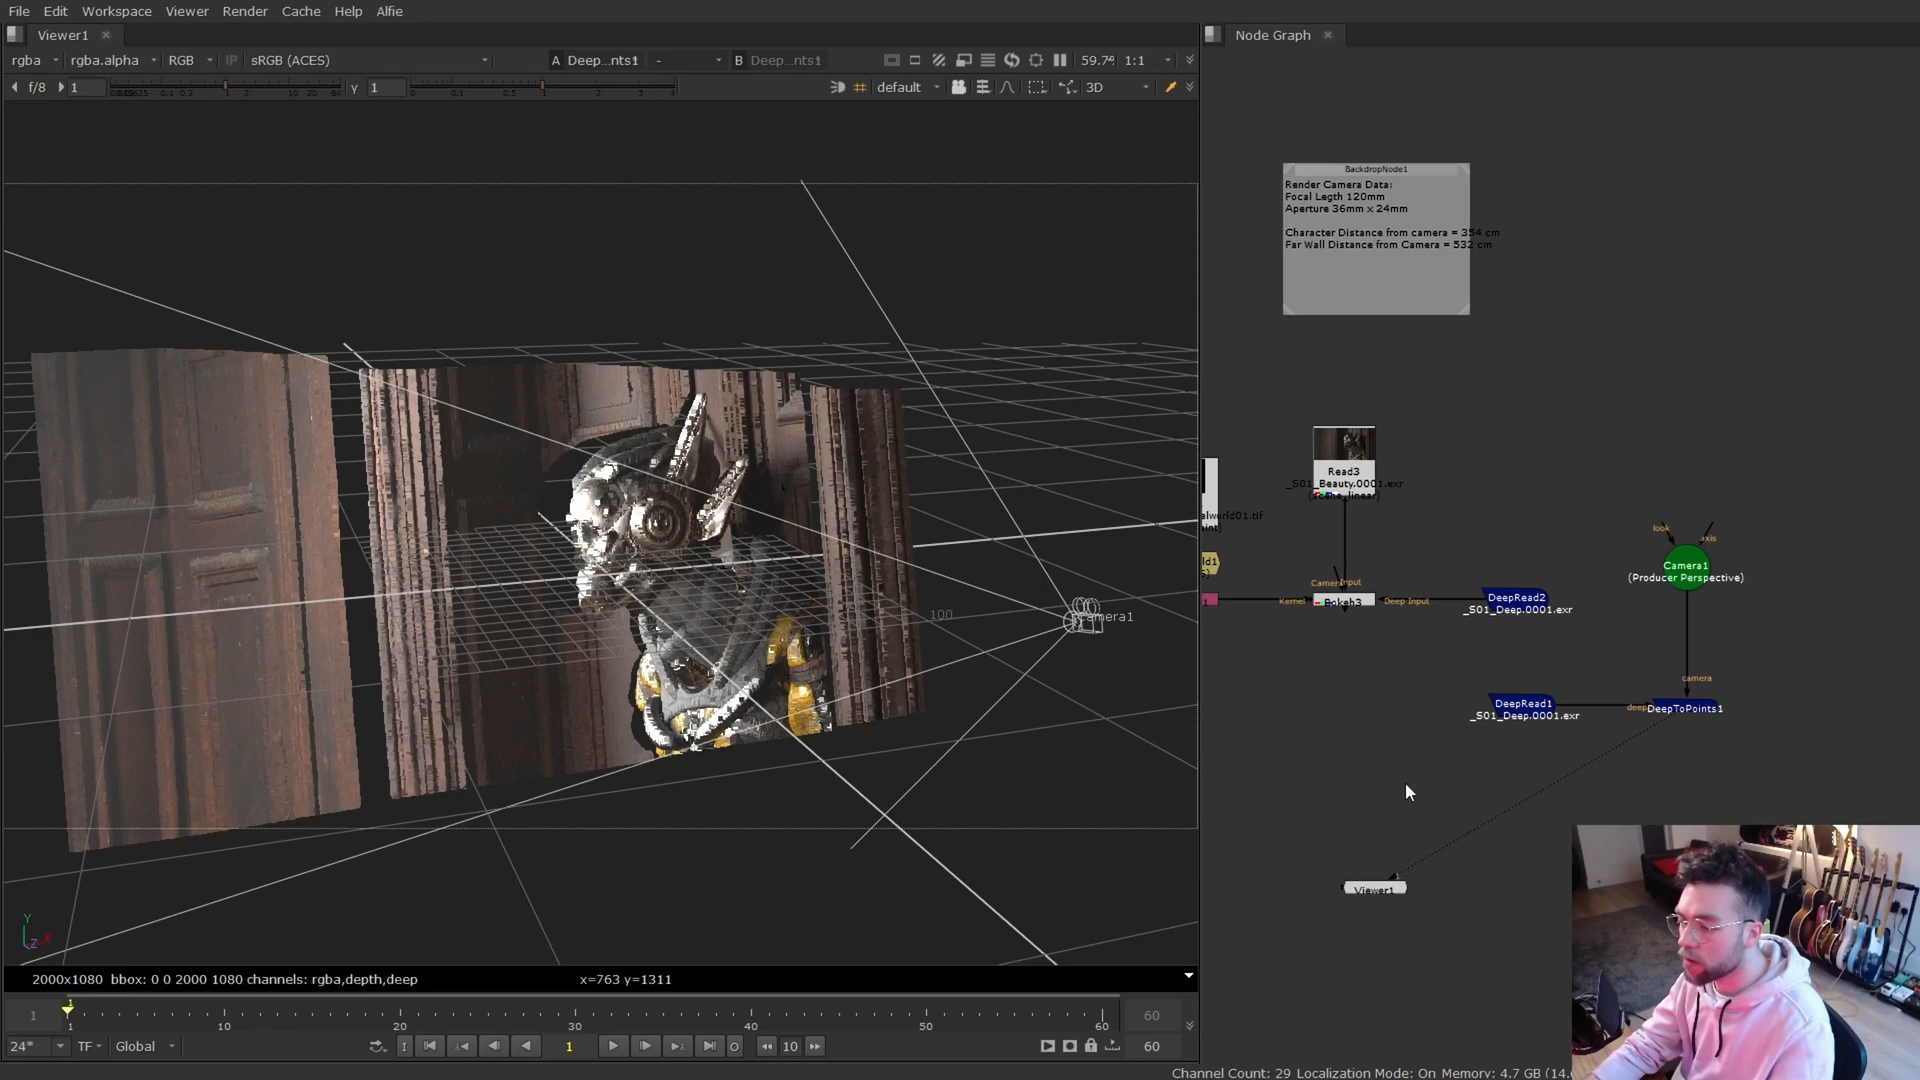 File Edit Workspace Viewer Render Cache Help Alfie
Viewer1
Node Graph
rgba rgba.alpha RGB IP sRGB (ACES) A Deep...nts1 - B Deep...nts1 1:1
f/8 1 Y 1 default 3D
BackdropNode1
Render Camera Data:
Focal Legth 120mm
Aperture 36mm x 24mm
Character Distance from camera = 354 cm
Far Wall Distance from Camera = 532 cm
Read3
_S01_Beauty.0001.exr
(scene_linear)
alworld01.tif
look
axis
Camera1
(Producer Perspective)
Input
Kernel
Bokeh3
Deep Input
DeepRead2
_S01_Deep.0001.exr
100
Camera1
camera
DeepRead1
_S01_Deep.0001.exr
deep
DeepToPoints1
Viewer1
Y
Z X
2000x1080 bbox: 0 0 2000 1080 channels: rgba,depth,deep x=763 y=1311
1 1 60
1 10 20 30 40 50 60
24* TF Global I 1 O 10 60
Channel Count: 29 Localization Mode: On Memory: 4.7 GB